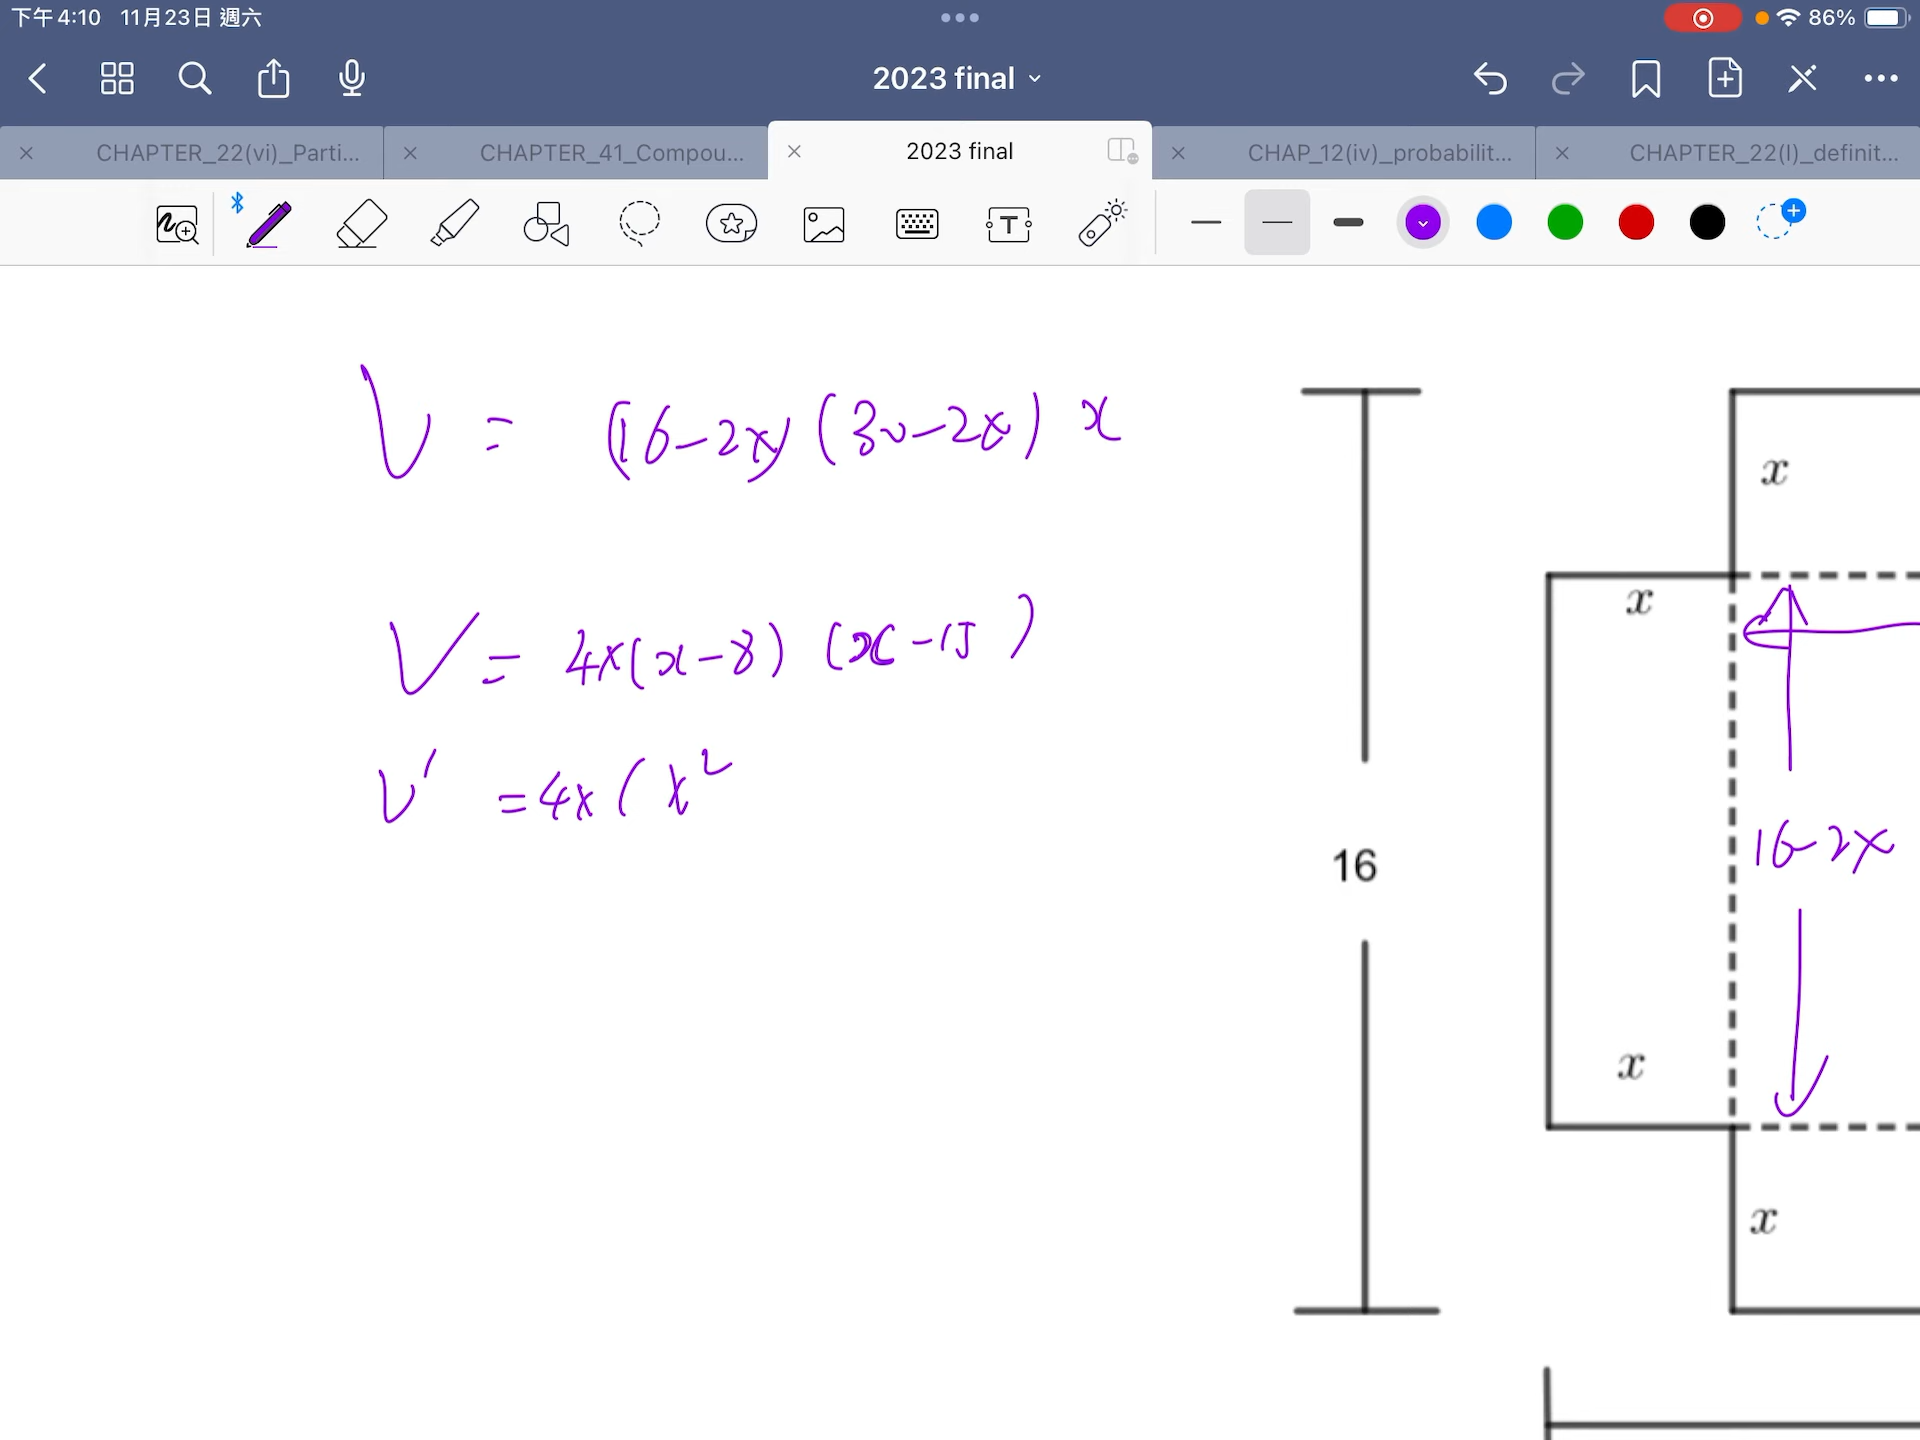 下午4:10 11月23日 週六
86%
2023 final
CHAPTER_22(vi)_Parti...
CHAPTER_41_Compou...
2023 final
CHAP_12(iv)_probabilit...
CHAPTER_22(I)_definit...
T
V = (16-2x)(30-2x) x
x
x
V = 4x(x-8) (x-15)
V' = 4x(x²
16-2x
16
x
x